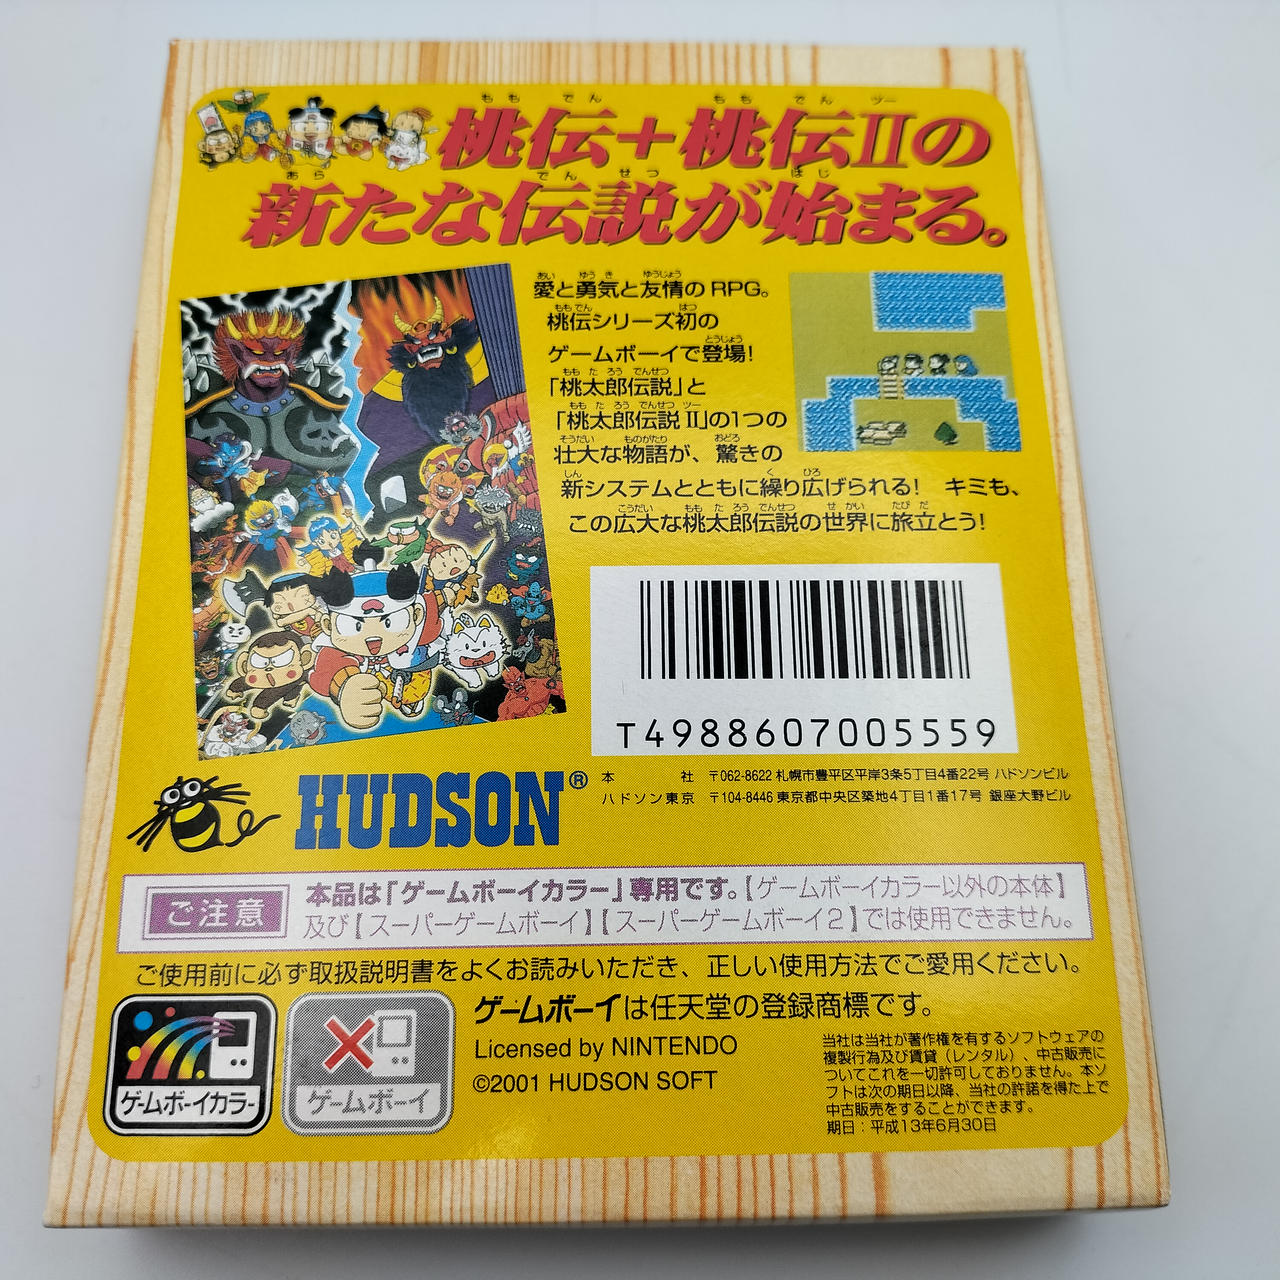 桃伝+桃伝IIの
新たな伝説が始まる。
愛と勇気と友情のRPG。
桃伝シリーズ初の
ゲームボーイで登場!
「桃太郎伝説」と
「桃太郎伝説II」の1つの
壮大な物語が、驚きの
新システムとともに繰り広げられる! キミも、
この広大な桃太郎伝説の世界に旅立とう!
T4988607005559
HUDSON®
本 社 〒062-8622 札幌市豊平区平岸3条5丁目4番22号 ハドソンビル
ハドソン東京 〒104-8446 東京都中央区築地4丁目1番17号 銀座大野ビル
ご注意
本品は「ゲームボーイカラー」専用です。【ゲームボーイカラー以外の本体】
及び【スーパーゲームボーイ】【スーパーゲームボーイ2】では使用できません。
ご使用前に必ず取扱説明書をよくお読みいただき、正しい使用方法でご愛用ください。
ゲームボーイカラー
ゲームボーイ
ゲームボーイは任天堂の登録商標です。
Licensed by NINTENDO
©2001 HUDSON SOFT
当社は当社が著作権を有するソフトウェアの
複製行為及び賃貸（レンタル）、中古販売に
ついてこれを一切許可しておりません。本ソ
フトは次の期日以降、当社の許諾を得た上で
中古販売をすることができます。
期日：平成13年6月30日